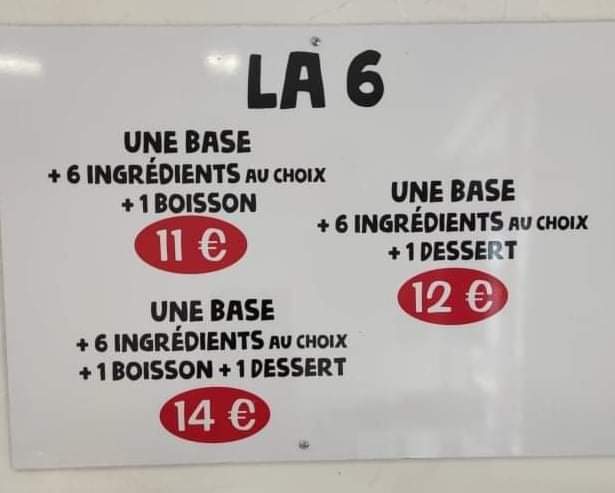 LA 6
UNE BASE
+ 6 INGRÉDIENTS AU CHOIX
+ 1 BOISSON
11 €
UNE BASE
+ 6 INGRÉDIENTS AU CHOIX
+ 1 DESSERT
12 €
UNE BASE
+ 6 INGRÉDIENTS AU CHOIX
+ 1 BOISSON + 1 DESSERT
14 €